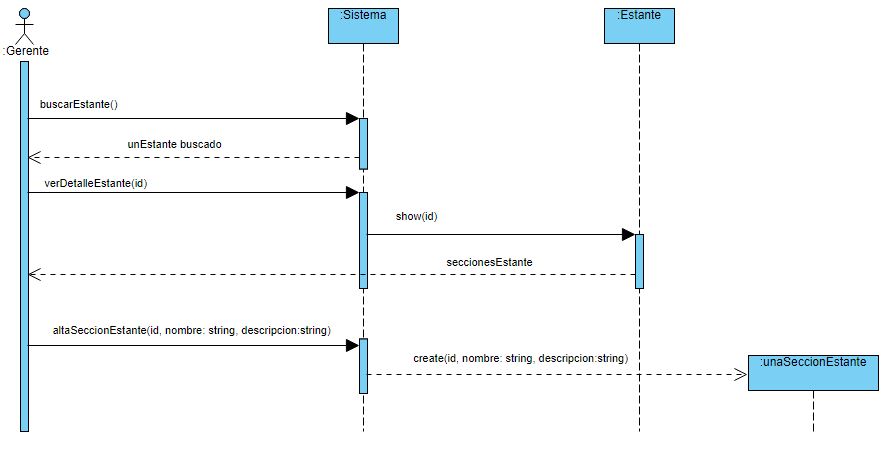 :Gerente
:Sistema
:Estante
buscarEstante()
unEstante buscado
verDetalleEstante(id)
show(id)
seccionesEstante
altaSeccionEstante(id, nombre: string, descripcion:string)
create(id, nombre: string, descripcion:string)
:unaSeccionEstante